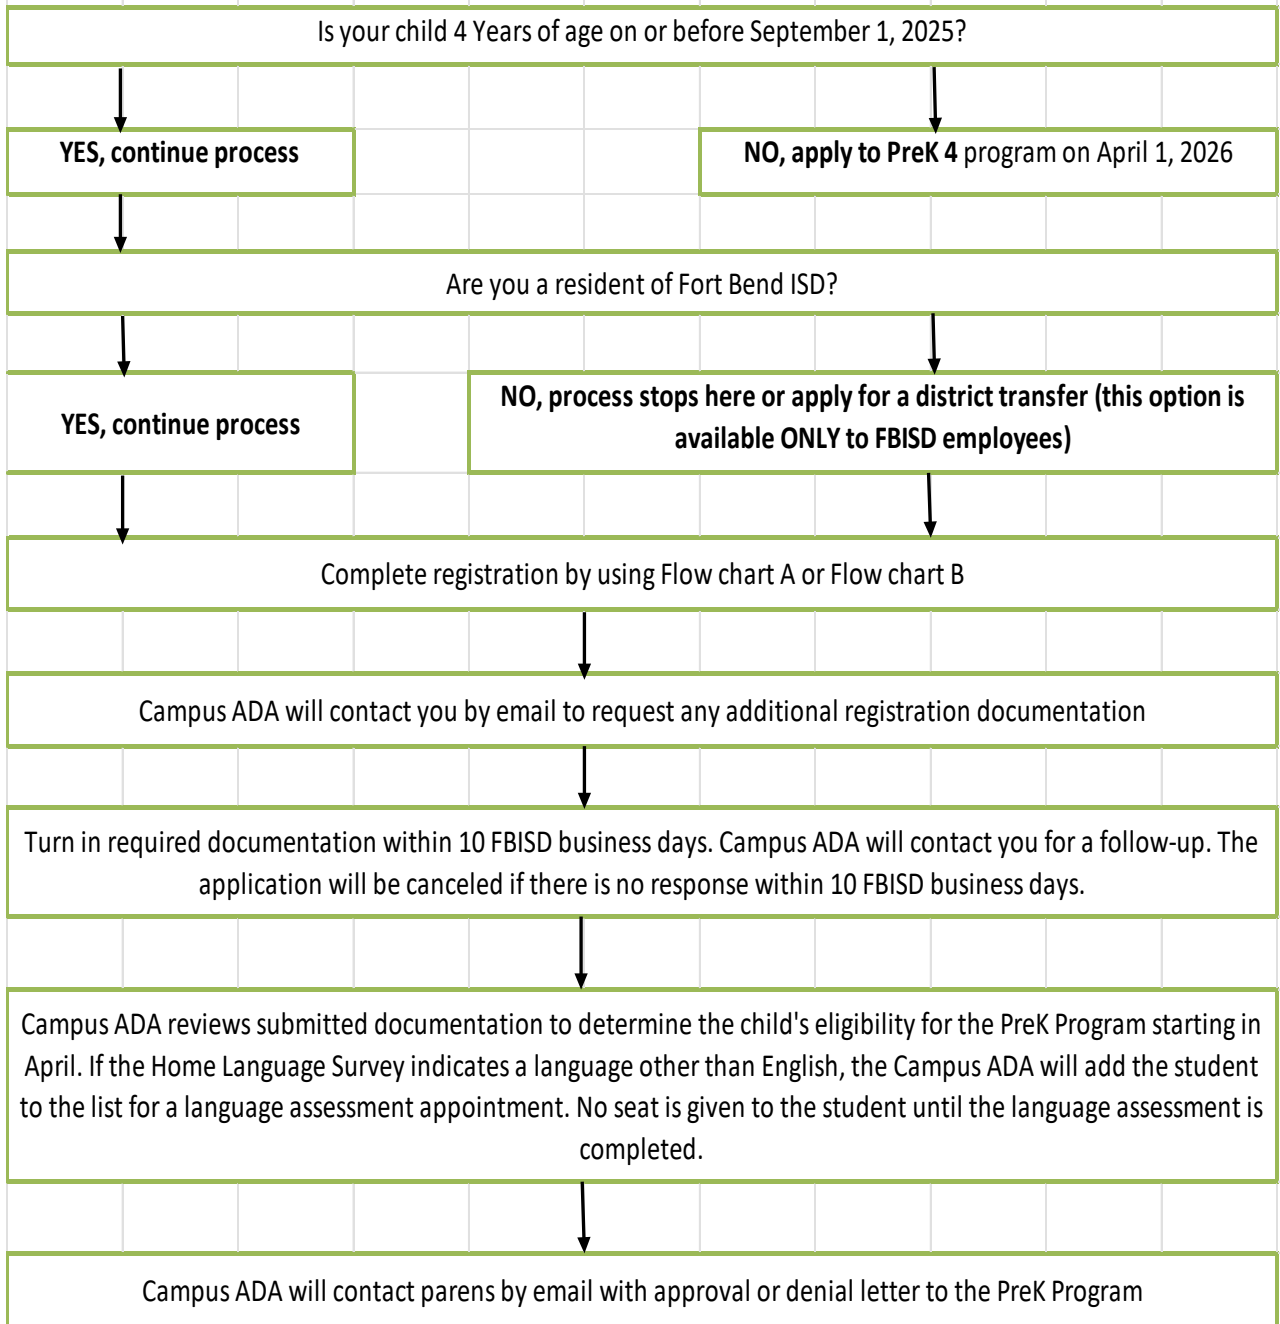 Is your child 4 Years of age on or before September 1, 2025?
YES, continue process
NO, apply to PreK 4 program on April 1, 2026
Are you a resident of Fort Bend ISD?
YES, continue process
NO, process stops here or apply for a district transfer (this option is
available ONLY to FBISD employees)
Complete registration by using Flow chart A or Flow chart B
Campus ADA will contact you by email to request any additional registration documentation
Turn in required documentation within 10 FBISD business days. Campus ADA will contact you for a follow-up. The
application will be canceled if there is no response within 10 FBISD business days.
Campus ADA reviews submitted documentation to determine the child's eligibility for the PreK Program starting in
April. If the Home Language Survey indicates a language other than English, the Campus ADA will add the student
to the list for a language assessment appointment. No seat is given to the student until the language assessment is
completed.
Campus ADA will contact parens by email with approval or denial letter to the PreK Program